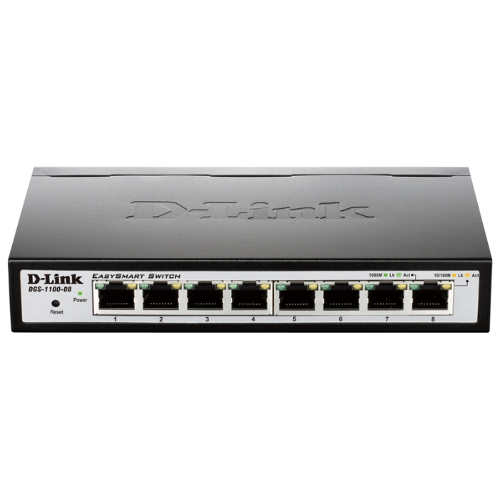 D-Link
D-Link
DGS-1100-08
EasySmart Switch
1000M Lk Act
10/100M Lk Act
Power
Reset
1 2 3 4 5 6 7 8